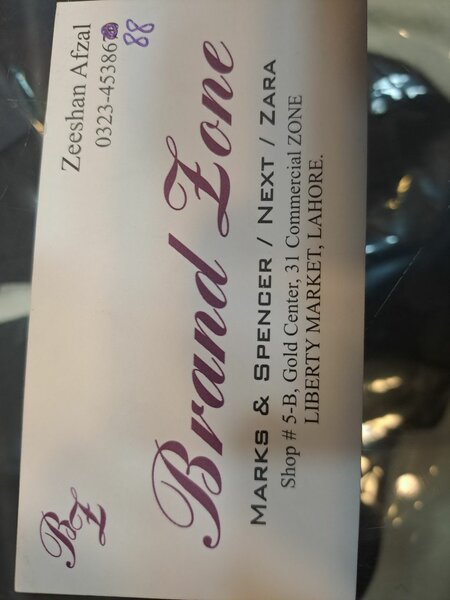 BZ
Zeeshan Afzal
0323-45386
88
Brand Zone
MARKS & SPENCER / NEXT / ZARA
Shop # 5-B, Gold Center, 31 Commercial ZONE
LIBERTY MARKET, LAHORE.